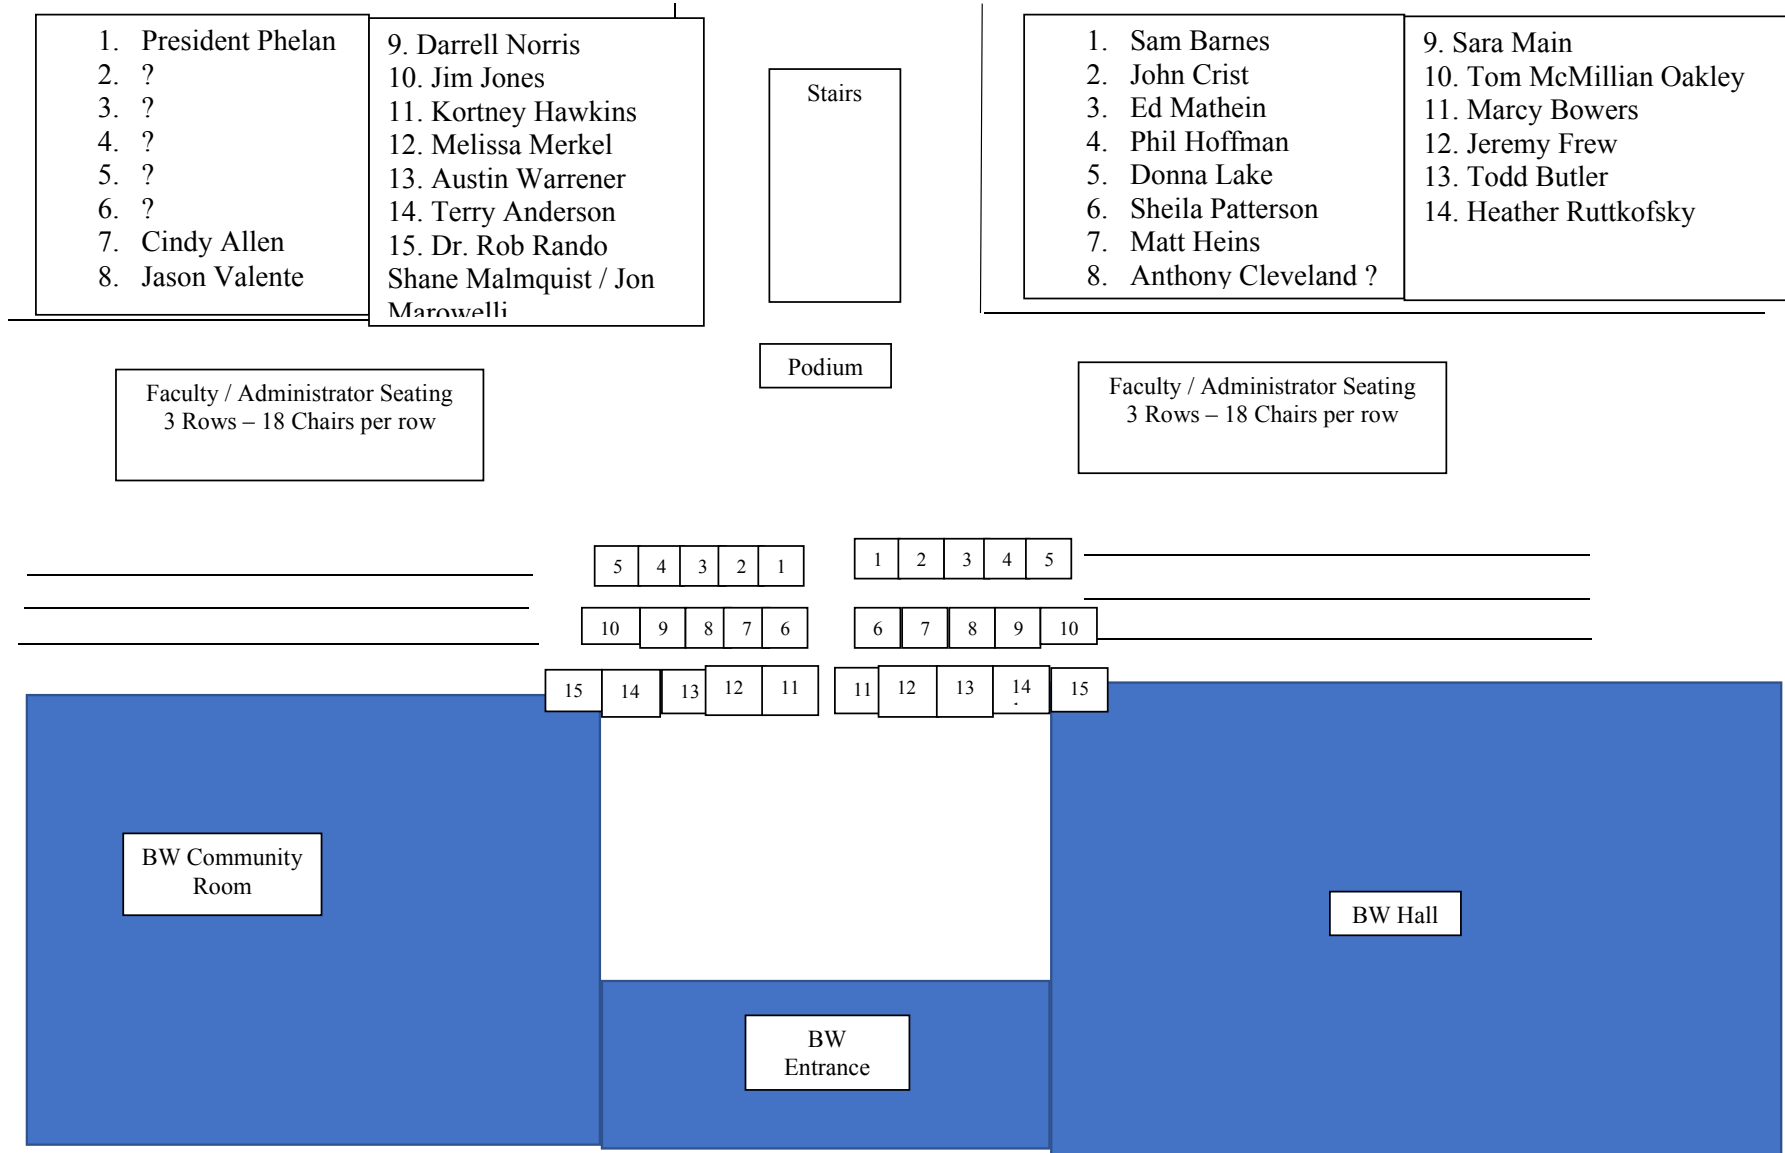 1. President Phelan
2. ?
3. ?
4. ?
5. ?
6. ?
7. Cindy Allen
8. Jason Valente
9. Darrell Norris
10. Jim Jones
11. Kortney Hawkins
12. Melissa Merkel
13. Austin Warrener
14. Terry Anderson
15. Dr. Rob Rando
Shane Malmquist / Jon
Marowelli
Stairs
1. Sam Barnes
2. John Crist
3. Ed Mathein
4. Phil Hoffman
5. Donna Lake
6. Sheila Patterson
7. Matt Heins
8. Anthony Cleveland ?
9. Sara Main
10. Tom McMillian Oakley
11. Marcy Bowers
12. Jeremy Frew
13. Todd Butler
14. Heather Ruttkofsky
Podium
Faculty / Administrator Seating
3 Rows – 18 Chairs per row
Faculty / Administrator Seating
3 Rows – 18 Chairs per row
5 4 3 2 1
1 2 3 4 5
10 9 8 7 6
6 7 8 9 10
15 14 13 12 11
11 12 13 14 15
BW Community
Room
BW Hall
BW
Entrance